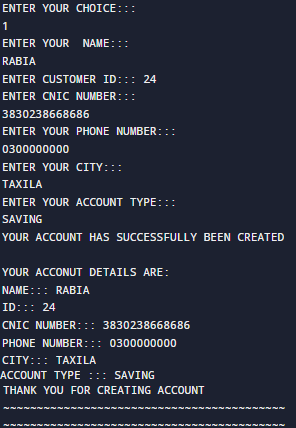 ENTER YOUR CHOICE:::
1
ENTER YOUR  NAME:::
RABIA
ENTER CUSTOMER ID::: 24
ENTER CNIC NUMBER:::
3830238668686
ENTER YOUR PHONE NUMBER:::
0300000000
ENTER YOUR CITY:::
TAXILA
ENTER YOUR ACCOUNT TYPE:::
SAVING
YOUR ACCOUNT HAS SUCCESSFULLY BEEN CREATED
YOUR ACCONUT DETAILS ARE:
NAME::: RABIA
ID::: 24
CNIC NUMBER::: 3830238668686
PHONE NUMBER::: 0300000000
CITY::: TAXILA
ACCOUNT TYPE ::: SAVING
THANK YOU FOR CREATING ACCOUNT
~~~~~~~~~~~~~~~~~~~~~~~~~~~~~~~~~~~~~~~~~~
~~~~~~~~~~~~~~~~~~~~~~~~~~~~~~~~~~~~~~~~~~